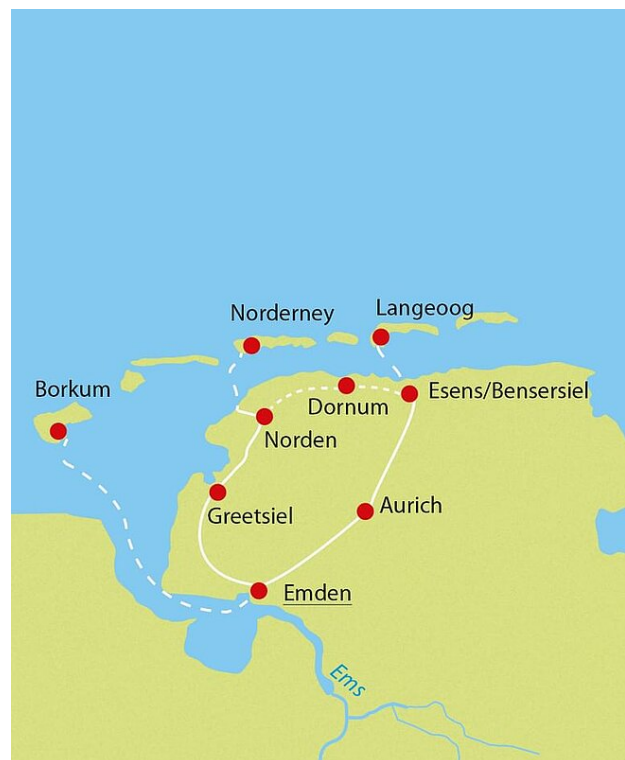 Norderney
Langeoog
Borkum
Esens/Bensersiel
Dornum
Norden
Greetsiel
Aurich
Emden
Ems